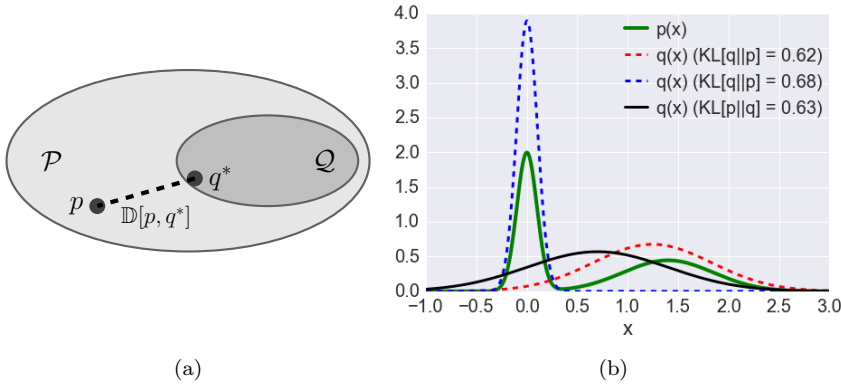 𝒫
𝒬
p
q*
𝔻[p, q*]
(a)
4.0
3.5
3.0
2.5
2.0
1.5
1.0
0.5
0.0
−1.0 −0.5 0.0 0.5 1.0 1.5 2.0 2.5 3.0
x
p(x)
q(x) (KL[q||p] = 0.62)
q(x) (KL[q||p] = 0.68)
q(x) (KL[p||q] = 0.63)
(b)